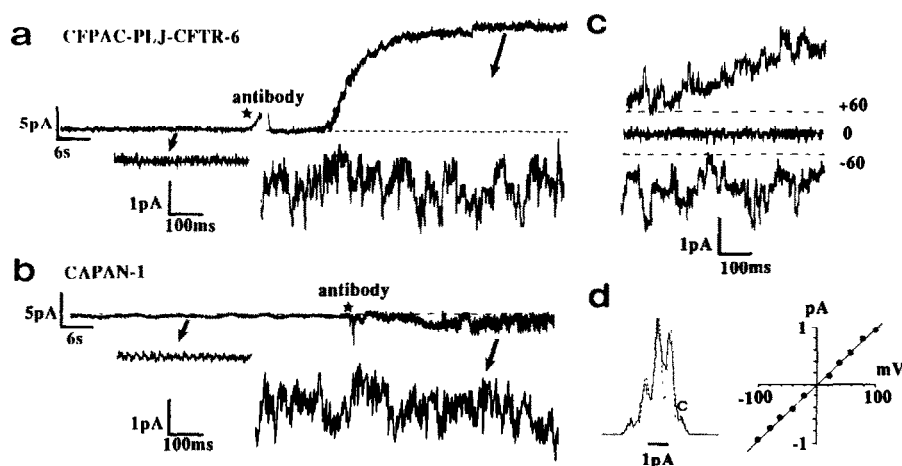 a
CFPAC-PLJ-CFTR-6
antibody
5pA
6s
1pA
100ms
b
CAPAN-1
antibody
5pA
6s
1pA
100ms
c
+60
0
-60
1pA
100ms
d
C
1pA
pA
1
mV
-100
100
-1